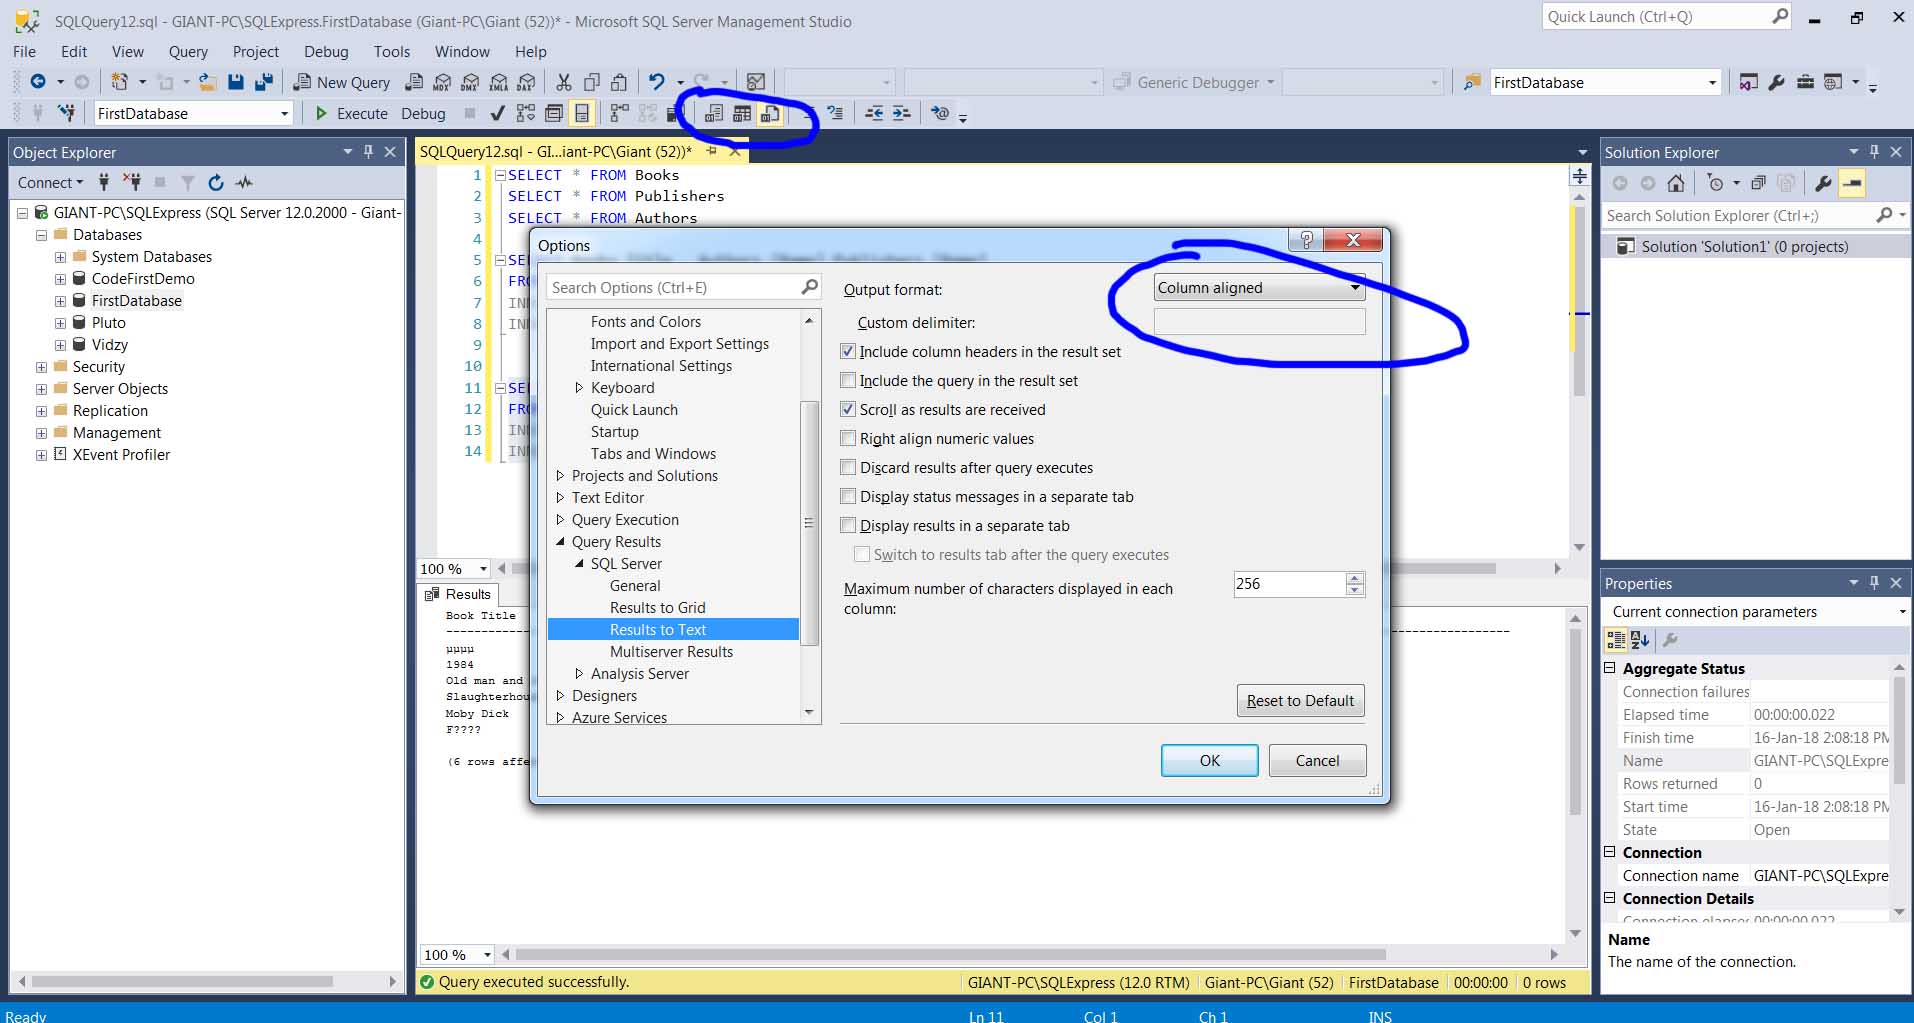 SQLQuery12.sql - GIANT-PC\SQLExpress.FirstDatabase (Giant-PC\Giant (52))* - Microsoft SQL Server Management Studio
Quick Launch (Ctrl+Q)
File Edit View Query Project Debug Tools Window Help
New Query MDX DMX XMLA DAX Generic Debugger FirstDatabase
FirstDatabase Execute Debug
Object Explorer
Connect
GIANT-PC\SQLExpress (SQL Server 12.0.2000 - Giant-
Databases
System Databases
CodeFirstDemo
FirstDatabase
Pluto
Vidzy
Security
Server Objects
Replication
Management
XEvent Profiler
SQLQuery12.sql - GI...iant-PC\Giant (52))*
1 SELECT * FROM Books
2 SELECT * FROM Publishers
3 SELECT * FROM Authors
4
5 SE
6 FR
7 IN
8 IN
9
10
11 SE
12 FR
13 IN
14 IN
100 %
Options
Search Options (Ctrl+E)
Fonts and Colors
Import and Export Settings
International Settings
Keyboard
Quick Launch
Startup
Tabs and Windows
Projects and Solutions
Text Editor
Query Execution
Query Results
SQL Server
General
Results to Grid
Results to Text
Multiserver Results
Analysis Server
Designers
Azure Services
Output format: Column aligned
Custom delimiter:
Include column headers in the result set
Include the query in the result set
Scroll as results are received
Right align numeric values
Discard results after query executes
Display status messages in a separate tab
Display results in a separate tab
Switch to results tab after the query executes
Maximum number of characters displayed in each 256
column:
Reset to Default
OK Cancel
Results
Book Title
µµµµ
1984
Old man and
Slaughterhou
Moby Dick
F????
(6 rows affe
100 %
Query executed successfully. GIANT-PC\SQLExpress (12.0 RTM) Giant-PC\Giant (52) FirstDatabase 00:00:00 0 rows
Solution Explorer
Search Solution Explorer (Ctrl+;)
Solution 'Solution1' (0 projects)
Properties
Current connection parameters
Aggregate Status
Connection failures
Elapsed time 00:00:00.022
Finish time 16-Jan-18 2:08:18 PM
Name GIANT-PC\SQLExpre
Rows returned 0
Start time 16-Jan-18 2:08:18 PM
State Open
Connection
Connection name GIANT-PC\SQLExpre
Connection Details
Connection elapse 00:00:00.022
Name
The name of the connection.
Ready Ln 11 Col 1 Ch 1 INS